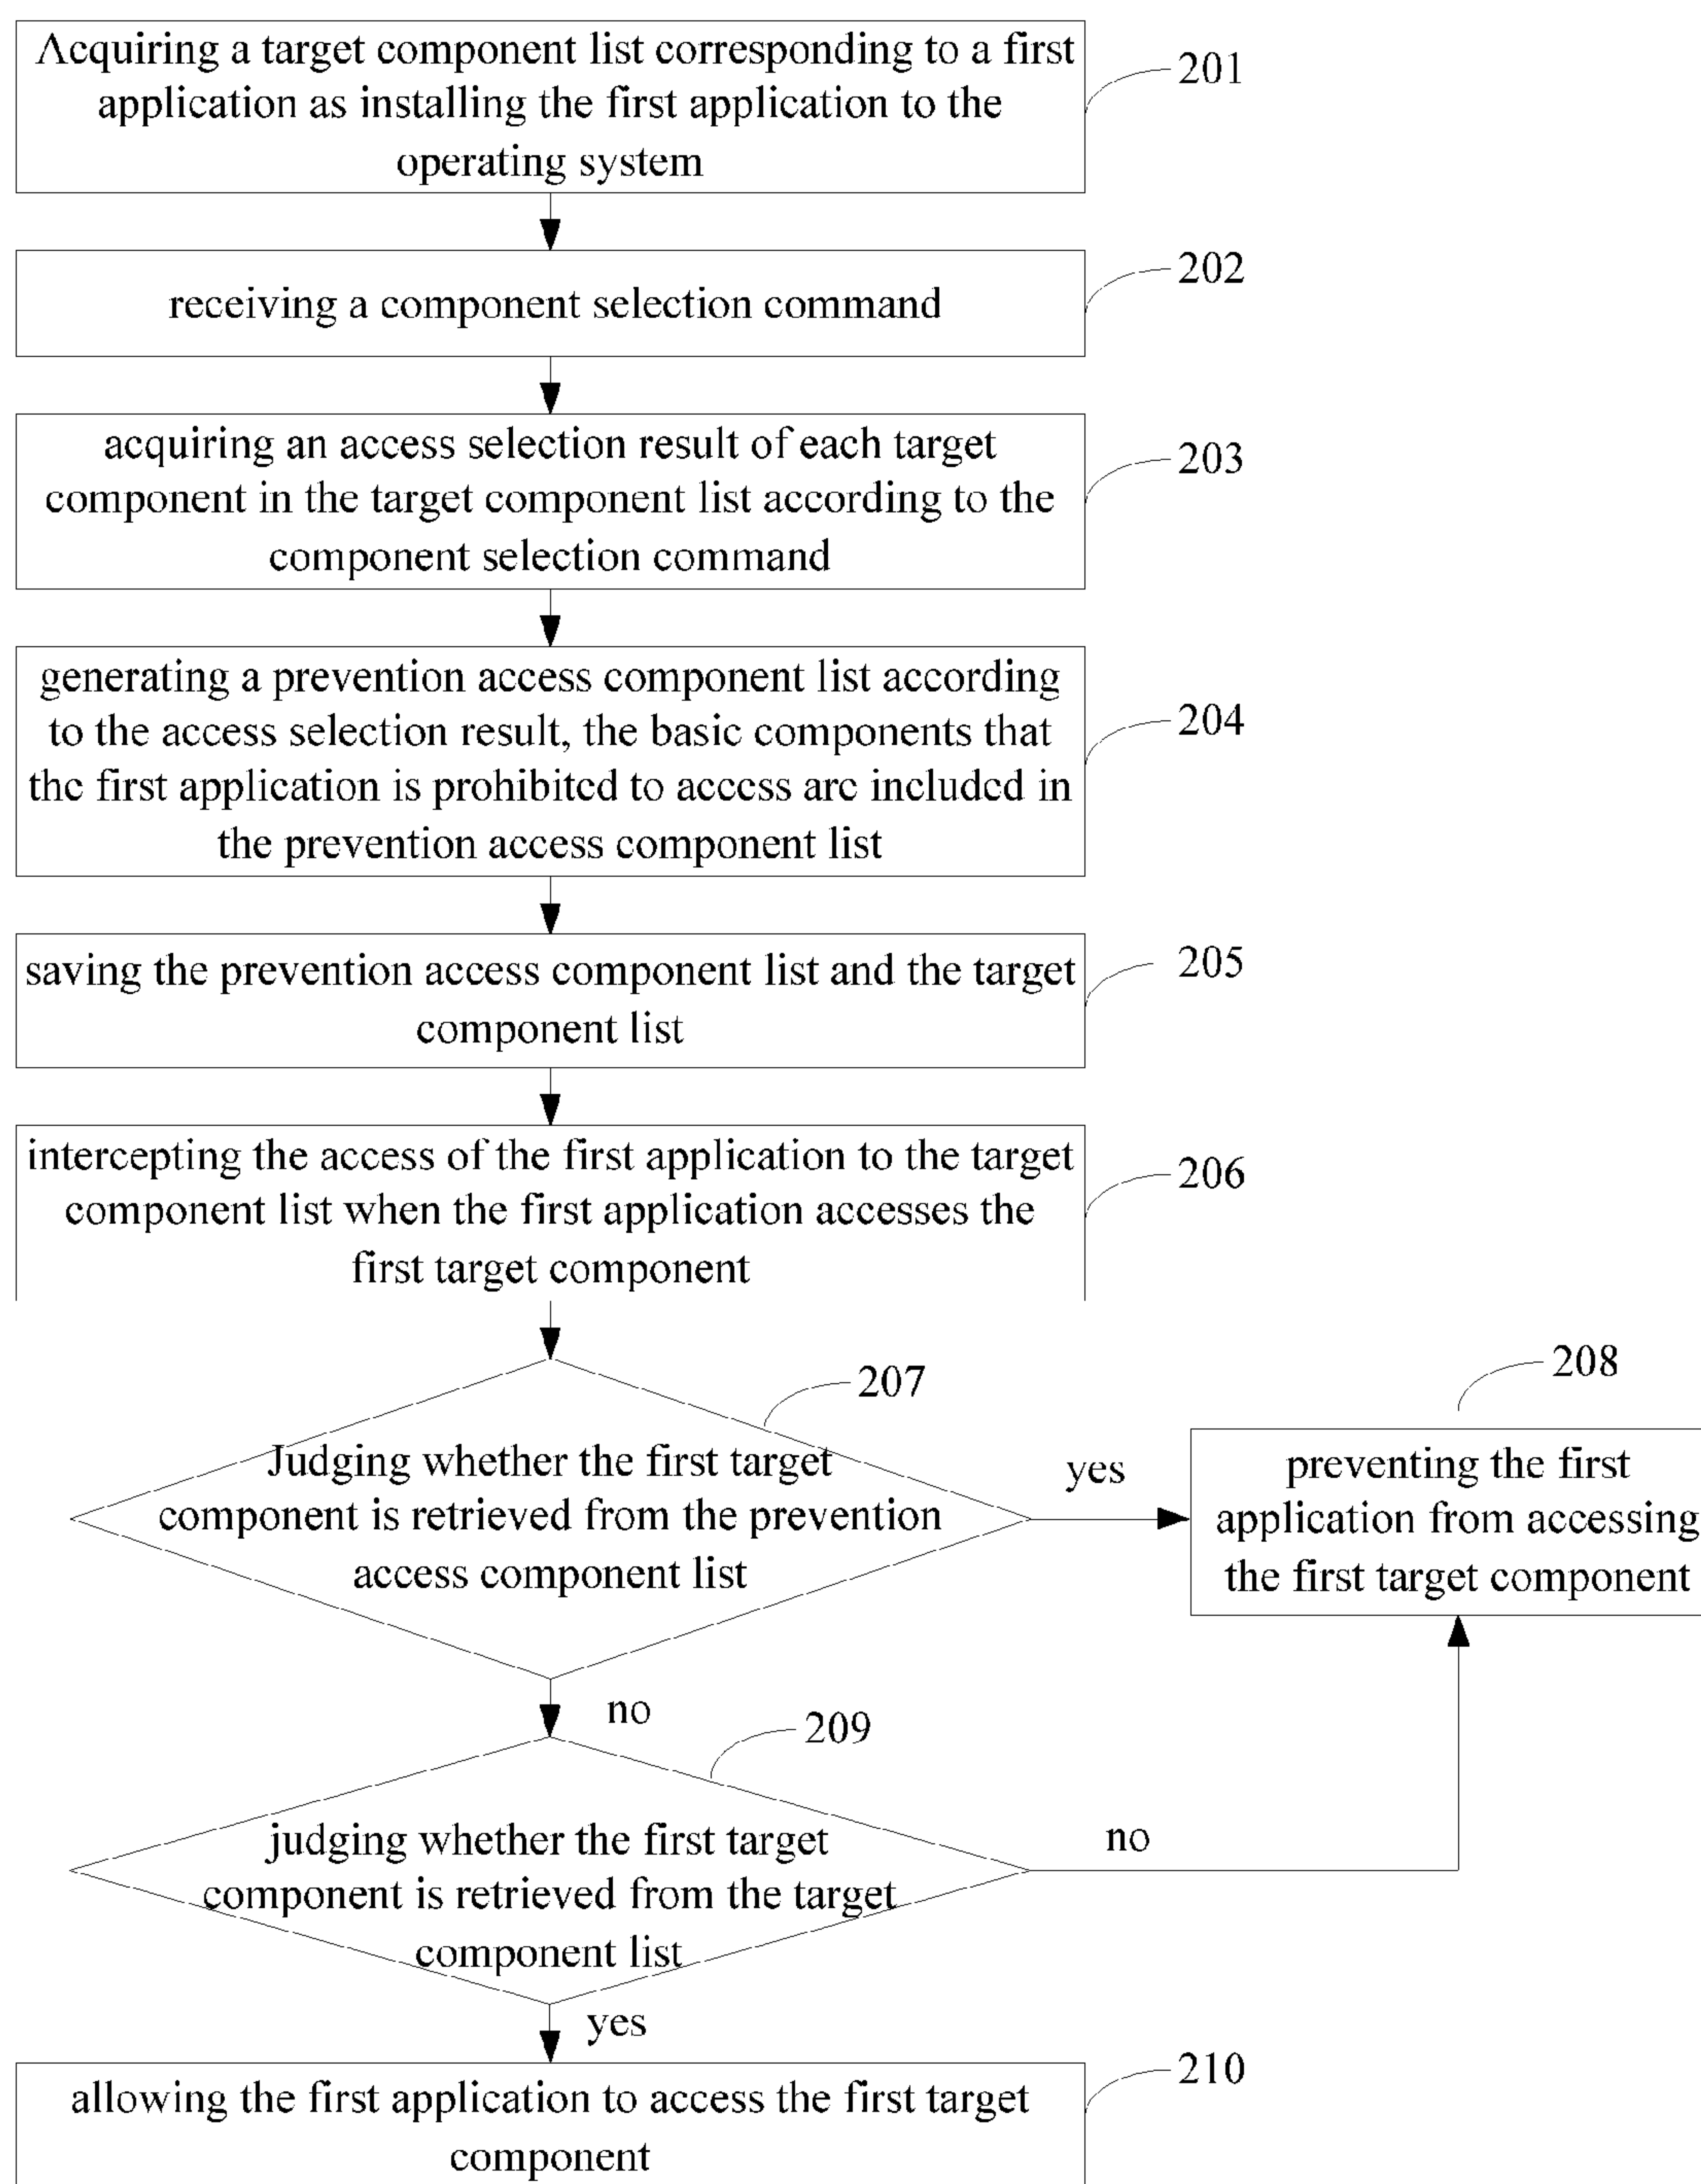 Acquiring a target component list corresponding to a first
application as installing the first application to the
operating system
201
receiving a component selection command
202
acquiring an access selection result of each target
component in the target component list according to the
component selection command
203
generating a prevention access component list according
to the access selection result, the basic components that
the first application is prohibited to access are included in
the prevention access component list
204
saving the prevention access component list and the target
component list
205
intercepting the access of the first application to the target
component list when the first application accesses the
first target component
206
Judging whether the first target
component is retrieved from the prevention
access component list
207
yes
208
preventing the first
application from accessing
the first target component
no
209
judging whether the first target
component is retrieved from the target
component list
no
yes
allowing the first application to access the first target
component
210